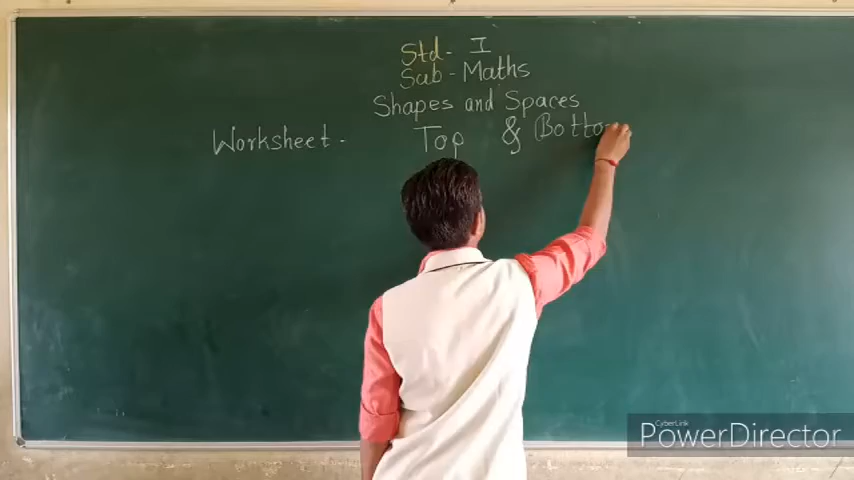 Std - I
Sub - Maths
Shapes and Spaces
Worksheet - Top & Botto
CyberLink
PowerDirector